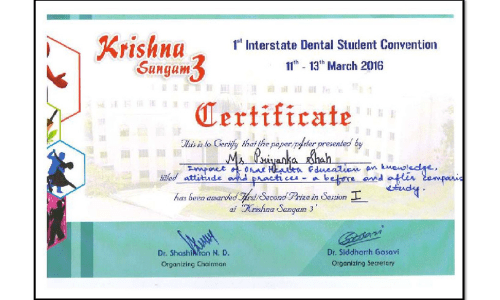 Krishna
Sangam 3
1st Interstate Dental Student Convention
11th - 13th March 2016
Certificate
This is to Certify that the paper/poster presented by
Ms Priyanka Shah
Impact of Oral Health Education on knowledge,
titled attitude and practices - a before and after comparis
study.
has been awarded First/Second Prize in Session I
at 'Krishna Sangam 3'
Dr. Shashikiran N. D.
Organizing Chairman
Dr. Siddharth Gosavi
Organizing Secretary